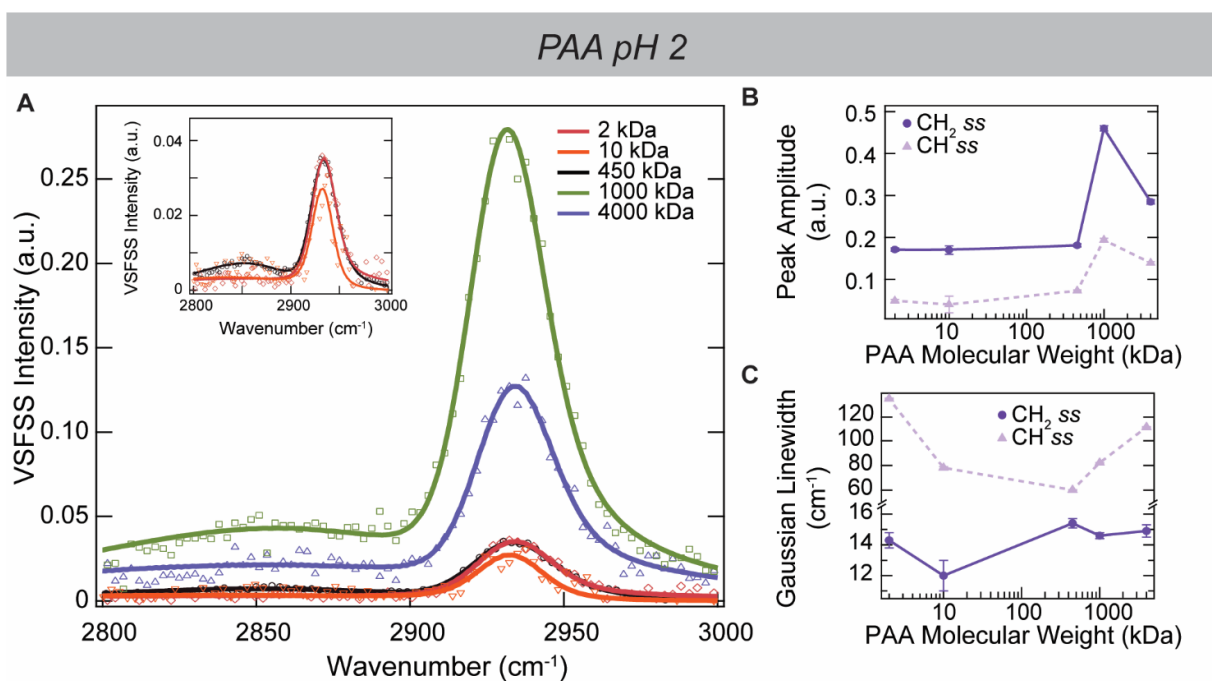 PAA pH 2
A
VSFSS Intensity (a.u.)
0.25
0.20
0.15
0.10
0.05
0
2800
2850
2900
2950
3000
Wavenumber (cm⁻¹)
2 kDa
10 kDa
450 kDa
1000 kDa
4000 kDa
VSFSS Intensity (a.u.)
0.04
0.02
0
2800
2900
3000
Wavenumber (cm⁻¹)
B
Peak Amplitude
(a.u.)
0.5
0.4
0.3
0.2
0.1
CH₂ ss
CH ss
10
100
1000
PAA Molecular Weight (kDa)
C
Gaussian Linewidth
(cm⁻¹)
120
100
80
60
16
14
12
CH₂ ss
CH ss
10
100
1000
PAA Molecular Weight (kDa)